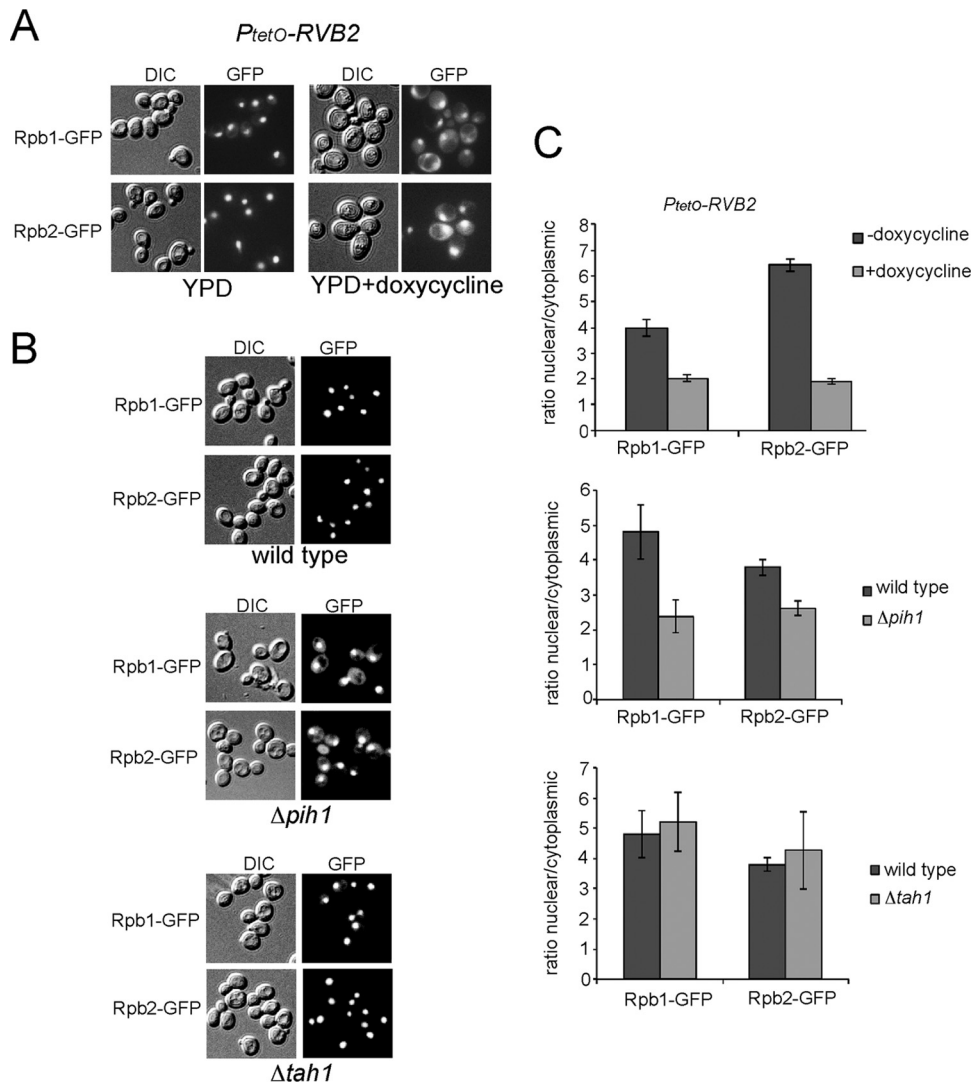 A
PtetO-RVB2
DIC GFP DIC GFP
Rpb1-GFP
Rpb2-GFP
YPD YPD+doxycycline
B
DIC GFP
Rpb1-GFP
Rpb2-GFP
wild type
DIC GFP
Rpb1-GFP
Rpb2-GFP
Δpih1
DIC GFP
Rpb1-GFP
Rpb2-GFP
Δtah1
C
PtetO-RVB2
ratio nuclear/cytoplasmic
8
7
6
5
4
3
2
1
0
Rpb1-GFP Rpb2-GFP
-doxycycline
+doxycycline
ratio nuclear/cytoplasmic
6
5
4
3
2
1
0
Rpb1-GFP Rpb2-GFP
wild type
Δpih1
ratio nuclear/cytoplasmic
7
6
5
4
3
2
1
0
Rpb1-GFP Rpb2-GFP
wild type
Δtah1